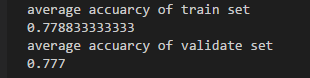 average accuarcy of train set
0.778833333333
average accuarcy of validate set
0.777